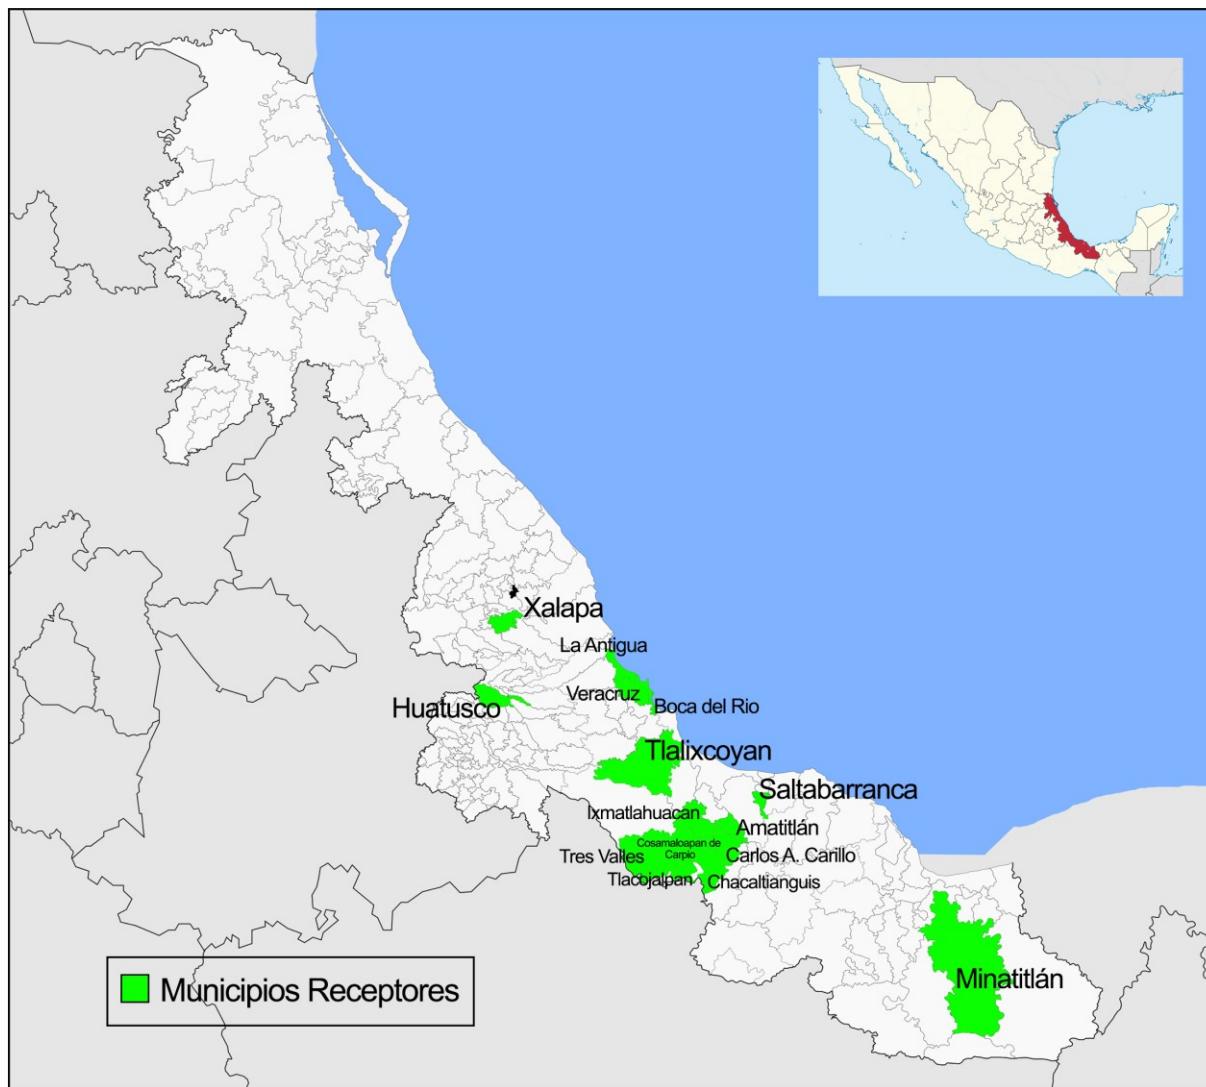 Xalapa
La Antigua
Veracruz
Boca del Rio
Huatusco
Tlalixcoyan
Saltabarranca
Ixmatlahuacan
Amatitlán
Cosamaloapan de
Carpio
Tres Valles
Carlos A. Carillo
Tlacojalpan
Chacaltianguis
Minatitlán
Municipios Receptores